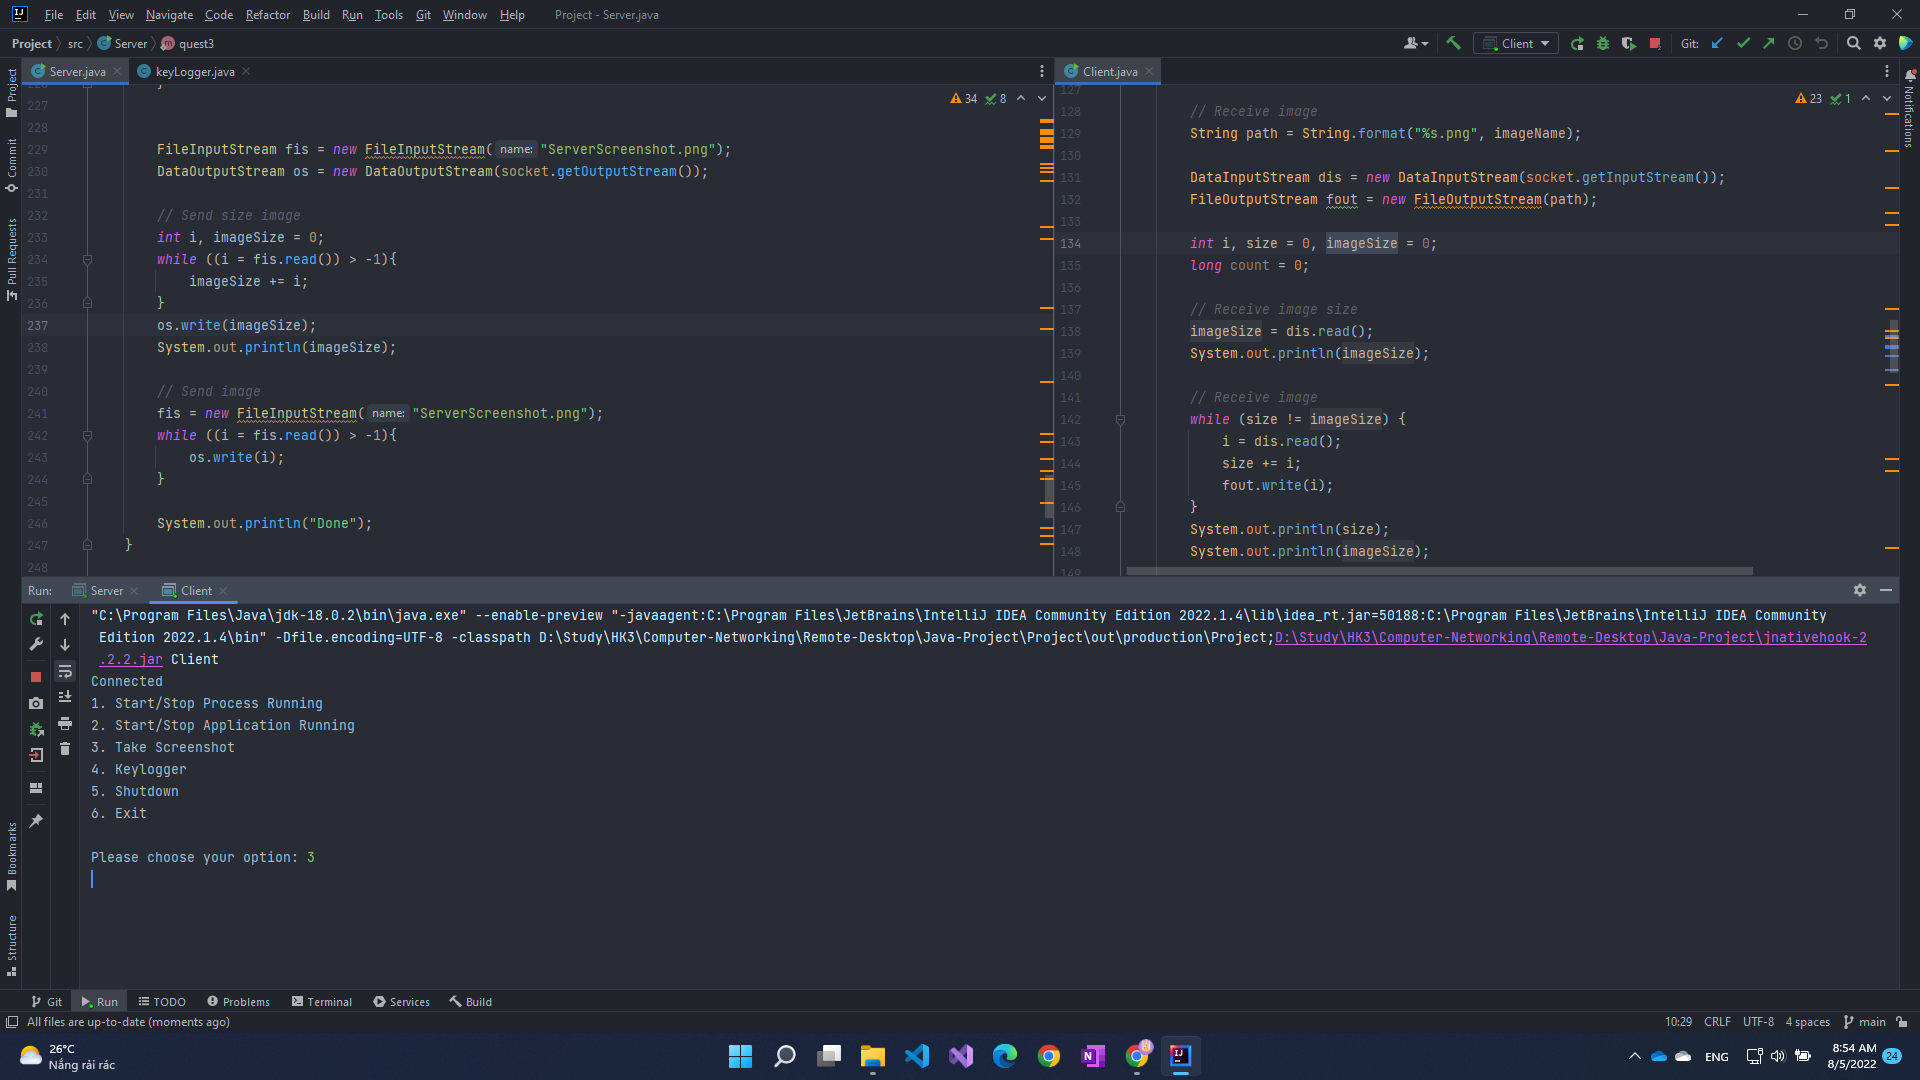 File Edit View Navigate Code Refactor Build Run Tools Git Window Help Project - Server.java
Project src Server quest3 Client Git:
Server.java keyLogger.java
226 }
227
228
229 FileInputStream fis = new FileInputStream( name: "ServerScreenshot.png");
230 DataOutputStream os = new DataOutputStream(socket.getOutputStream());
231
232 // Send size image
233 int i, imageSize = 0;
234 while ((i = fis.read()) > -1){
235 imageSize += i;
236 }
237 os.write(imageSize);
238 System.out.println(imageSize);
239
240 // Send image
241 fis = new FileInputStream( name: "ServerScreenshot.png");
242 while ((i = fis.read()) > -1){
243 os.write(i);
244 }
245
246 System.out.println("Done");
247 }
248
34 8
Client.java
127
128 // Receive image
129 String path = String.format("%s.png", imageName);
130
131 DataInputStream dis = new DataInputStream(socket.getInputStream());
132 FileOutputStream fout = new FileOutputStream(path);
133
134 int i, size = 0, imageSize = 0;
135 long count = 0;
136
137 // Receive image size
138 imageSize = dis.read();
139 System.out.println(imageSize);
140
141 // Receive image
142 while (size != imageSize) {
143 i = dis.read();
144 size += i;
145 fout.write(i);
146 }
147 System.out.println(size);
148 System.out.println(imageSize);
149
23 1
Project
Commit
Pull Requests
Bookmarks
Structure
Notifications
Run: Server Client
"C:\Program Files\Java\jdk-18.0.2\bin\java.exe" --enable-preview "-javaagent:C:\Program Files\JetBrains\IntelliJ IDEA Community Edition 2022.1.4\lib\idea_rt.jar=50188:C:\Program Files\JetBrains\IntelliJ IDEA Community
Edition 2022.1.4\bin" -Dfile.encoding=UTF-8 -classpath D:\Study\HK3\Computer-Networking\Remote-Desktop\Java-Project\Project\out\production\Project;D:\Study\HK3\Computer-Networking\Remote-Desktop\Java-Project\jnativehook-2
.2.2.jar Client
Connected
1. Start/Stop Process Running
2. Start/Stop Application Running
3. Take Screenshot
4. Keylogger
5. Shutdown
6. Exit
Please choose your option: 3
Git Run TODO Problems Terminal Services Build
All files are up-to-date (moments ago) 10:29 CRLF UTF-8 4 spaces main
26°C
Nắng rải rác
ENG
8:54 AM
8/5/2022
24